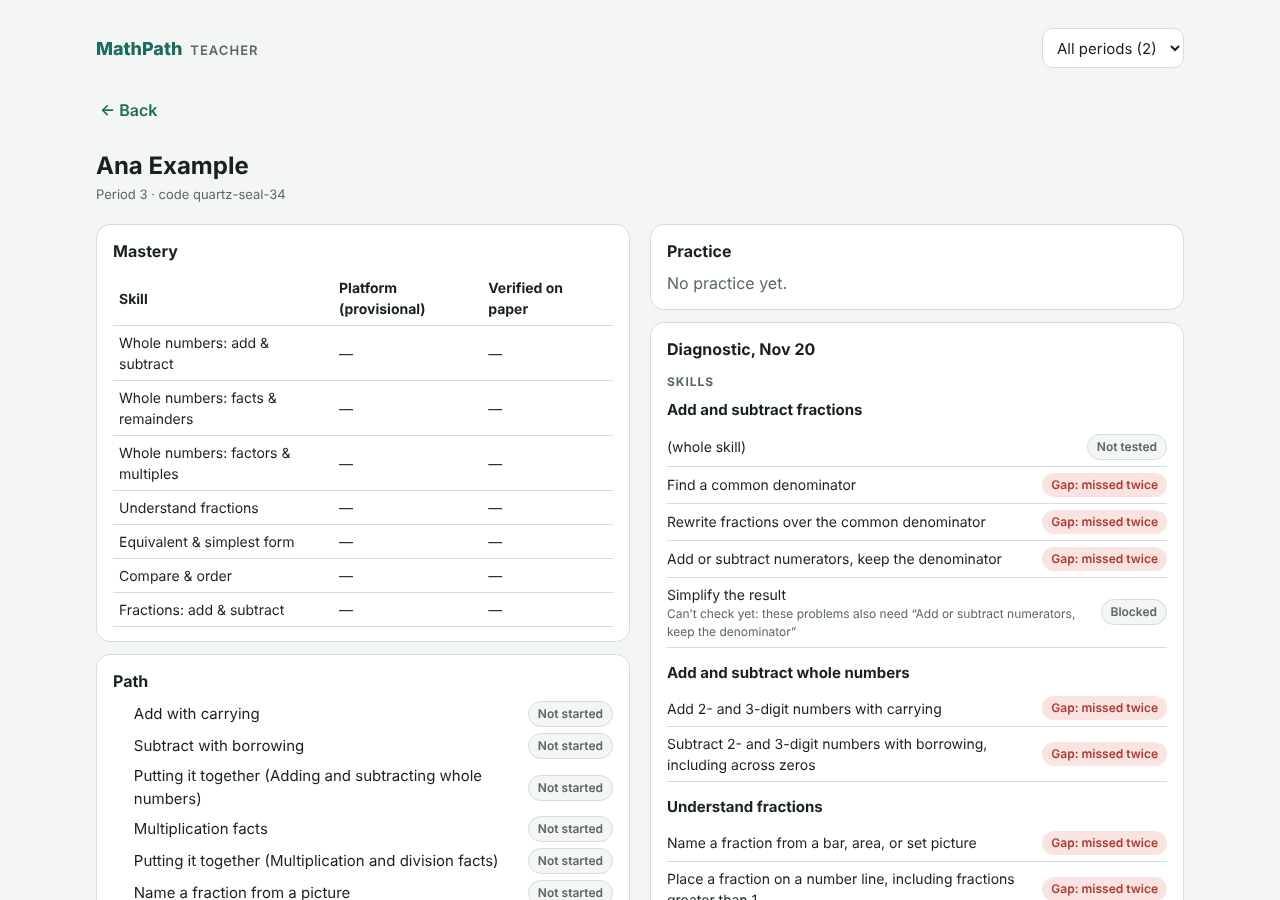 MathPath TEACHER
All periods (2)
← Back
Ana Example
Period 3 · code quartz-seal-34
Mastery
Skill
Platform
(provisional)
Verified on
paper
Whole numbers: add &
subtract
—
—
Whole numbers: facts &
remainders
—
—
Whole numbers: factors &
multiples
—
—
Understand fractions
—
—
Equivalent & simplest form
—
—
Compare & order
—
—
Fractions: add & subtract
—
—
Path
Add with carrying
Not started
Subtract with borrowing
Not started
Putting it together (Adding and subtracting whole
numbers)
Not started
Multiplication facts
Not started
Putting it together (Multiplication and division facts)
Not started
Name a fraction from a picture
Not started
Practice
No practice yet.
Diagnostic, Nov 20
SKILLS
Add and subtract fractions
(whole skill)
Not tested
Find a common denominator
Gap: missed twice
Rewrite fractions over the common denominator
Gap: missed twice
Add or subtract numerators, keep the denominator
Gap: missed twice
Simplify the result
Can’t check yet: these problems also need “Add or subtract numerators,
keep the denominator”
Blocked
Add and subtract whole numbers
Add 2- and 3-digit numbers with carrying
Gap: missed twice
Subtract 2- and 3-digit numbers with borrowing,
including across zeros
Gap: missed twice
Understand fractions
Name a fraction from a bar, area, or set picture
Gap: missed twice
Place a fraction on a number line, including fractions
greater than 1
Gap: missed twice